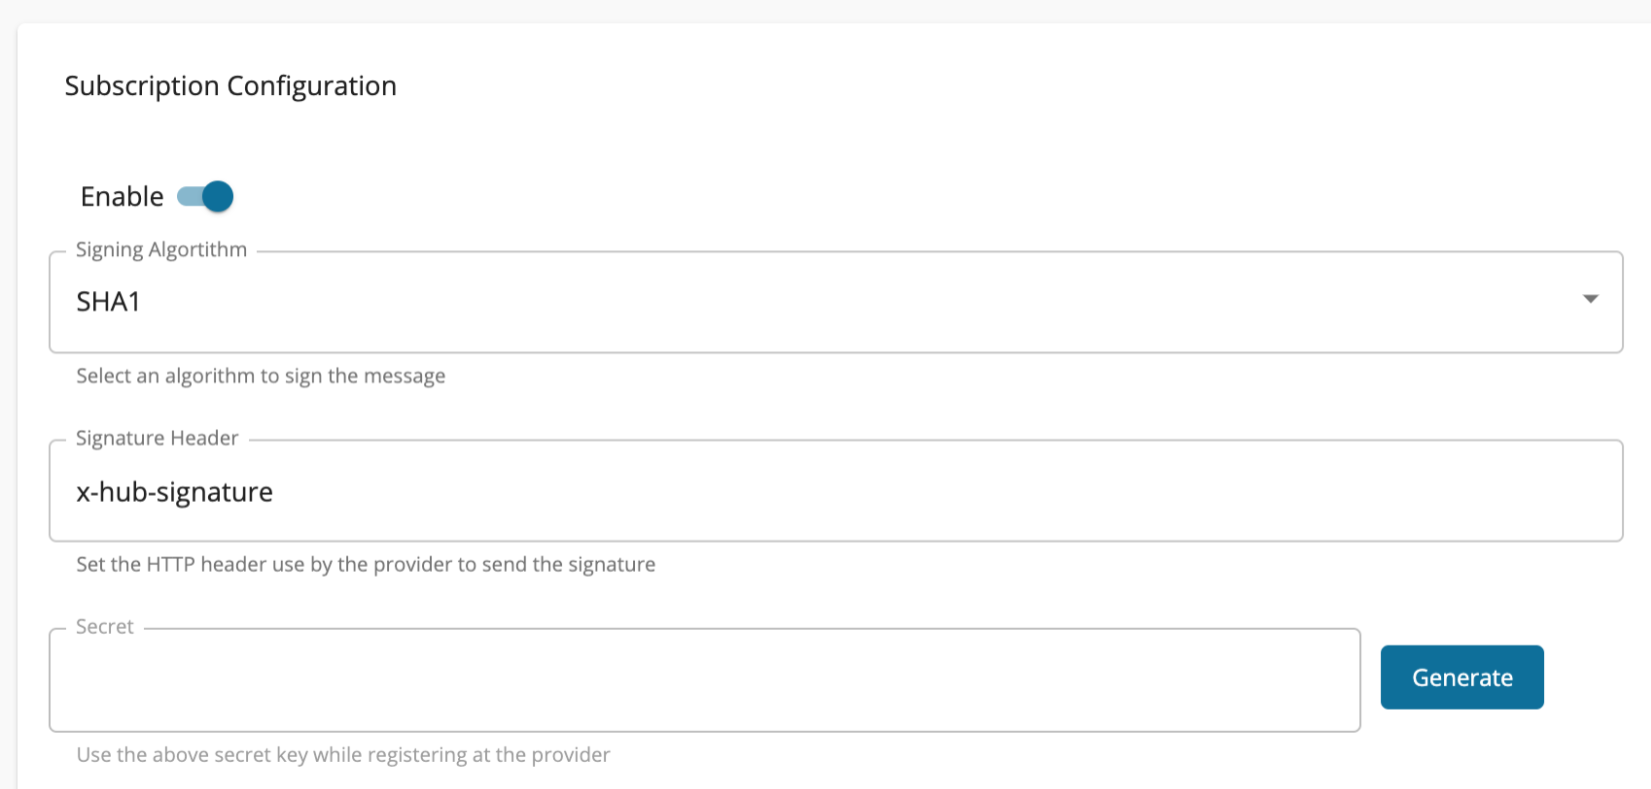 Subscription Configuration
Enable
Signing Algortithm
SHA1
Select an algorithm to sign the message
Signature Header
x-hub-signature
Set the HTTP header use by the provider to send the signature
Secret
Generate
Use the above secret key while registering at the provider